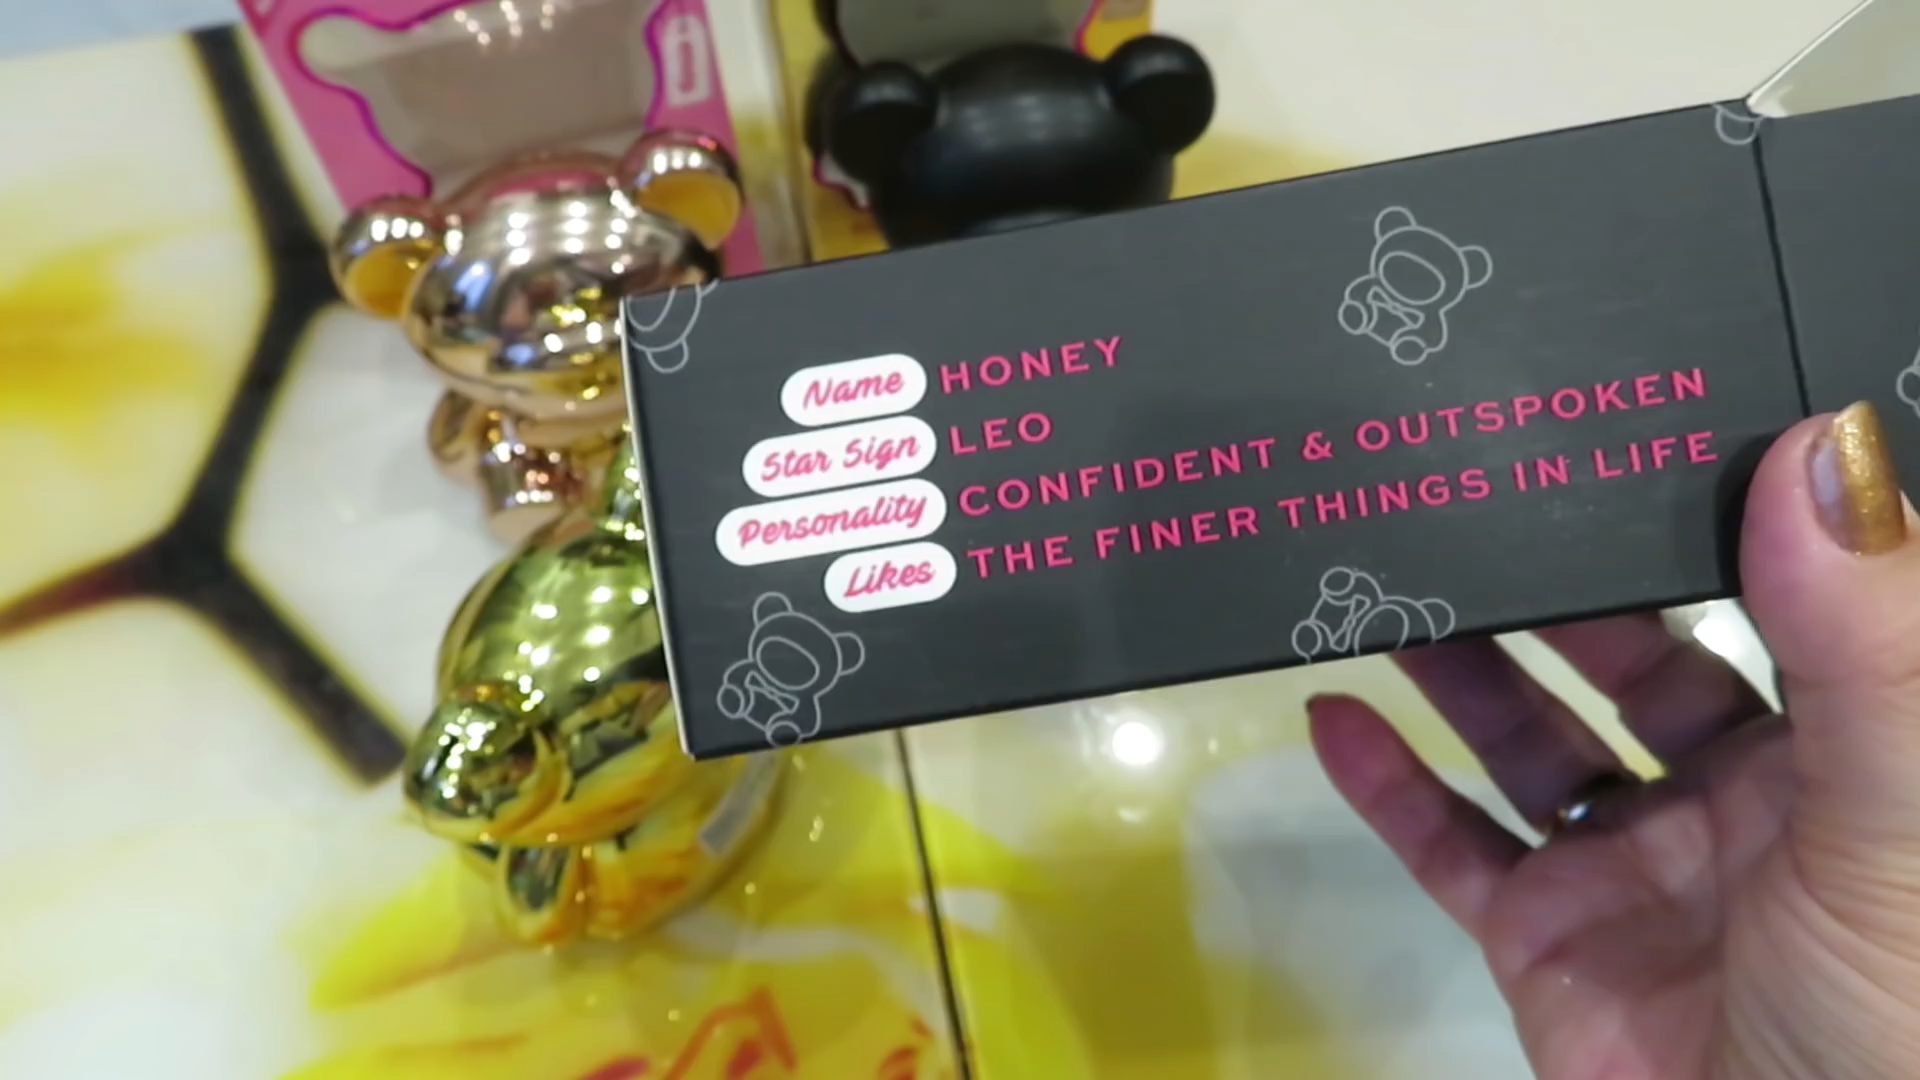 Name HONEY
Star Sign LEO
Personality CONFIDENT & OUTSPOKEN
Likes THE FINER THINGS IN LIFE